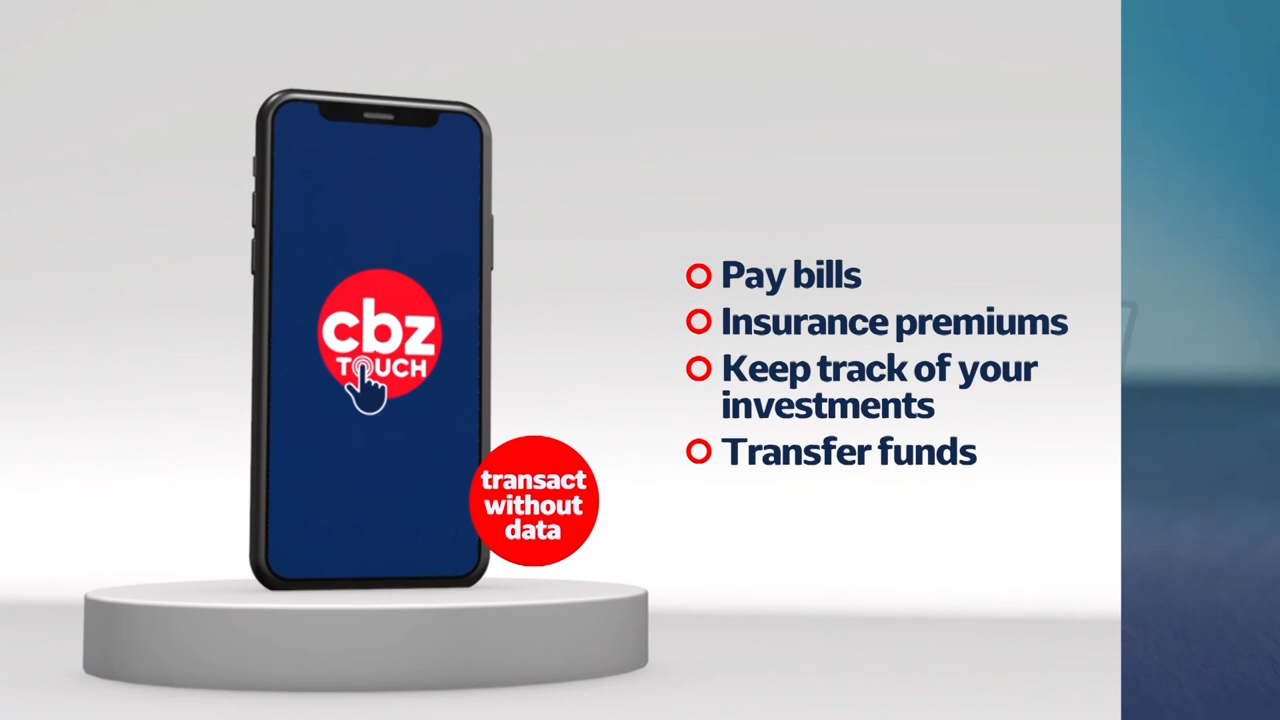 cbz
TOUCH
transact
without
data
Pay bills
Insurance premiums
Keep track of your
investments
Transfer funds